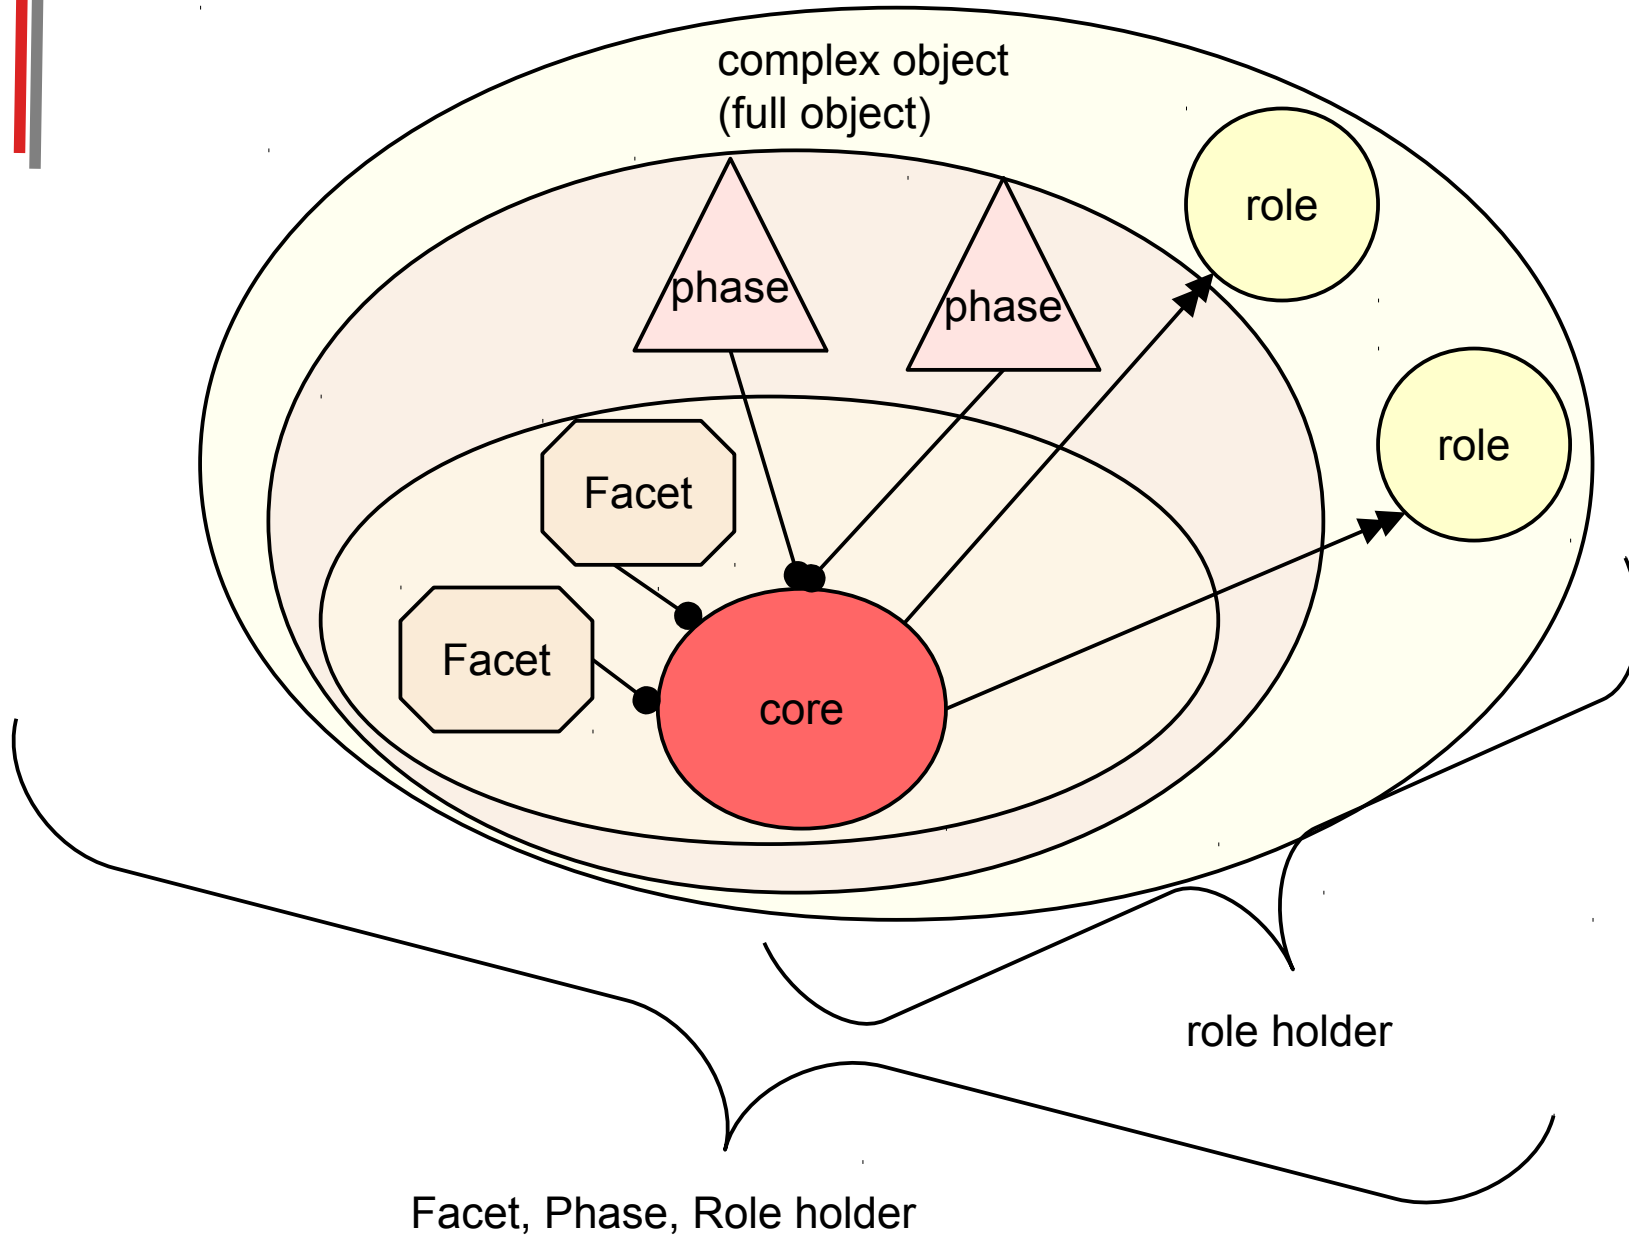 complex object
(full object)
role
phase
phase
role
Facet
Facet
core
role holder
Facet, Phase, Role holder